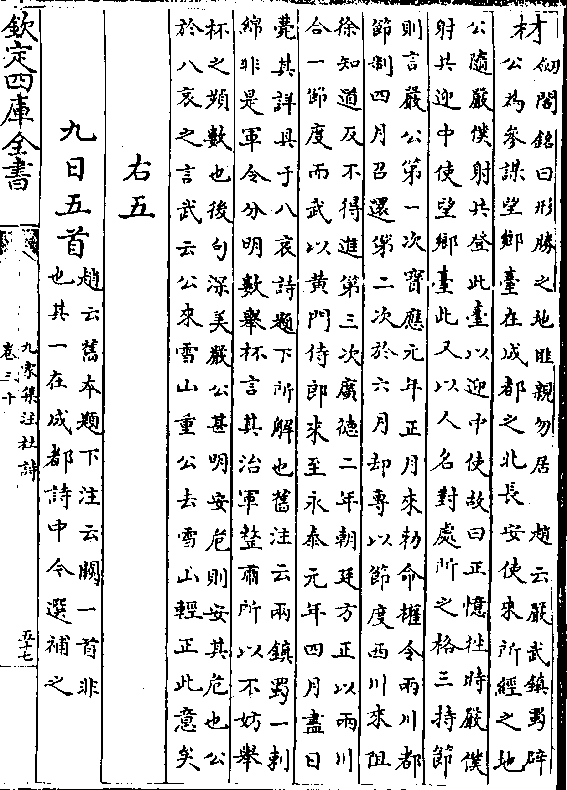 材
劒閣銘曰形勝之地匪親勿居 趙云嚴武鎮蜀辟
公為參謀望鄉臺在成都之北長安使來所經之地
公隨嚴僕射共登此臺以迎中使故曰正憶徃時嚴僕
射共迎中使望鄉臺此又以人名對處所之格三持節
則言嚴公第一次寶應元年正月來勑命權令兩川都
節制四月召還第二次於六月却專以節度西川來阻
徐知道反不得進第三次廣徳二年朝廷方正以兩川
合一節度而武以黄門侍郎来至永泰元年四月盡日
薨其詳具于八哀詩題下所解也舊注云兩鎮蜀一刺
綿非是軍令分明數舉杯言其治軍整肅所以不妨舉
杯之頻數也後句深美嚴公甚明安危則安其危也公
於八哀之言武云公來雪山重公去雪山輕正此意矣
右五
九日五首
趙云舊本題下注云闕一首非
也其一在成都詩中今選補之
欽定四庫全書
九家集注杜詩
卷三十
五十七